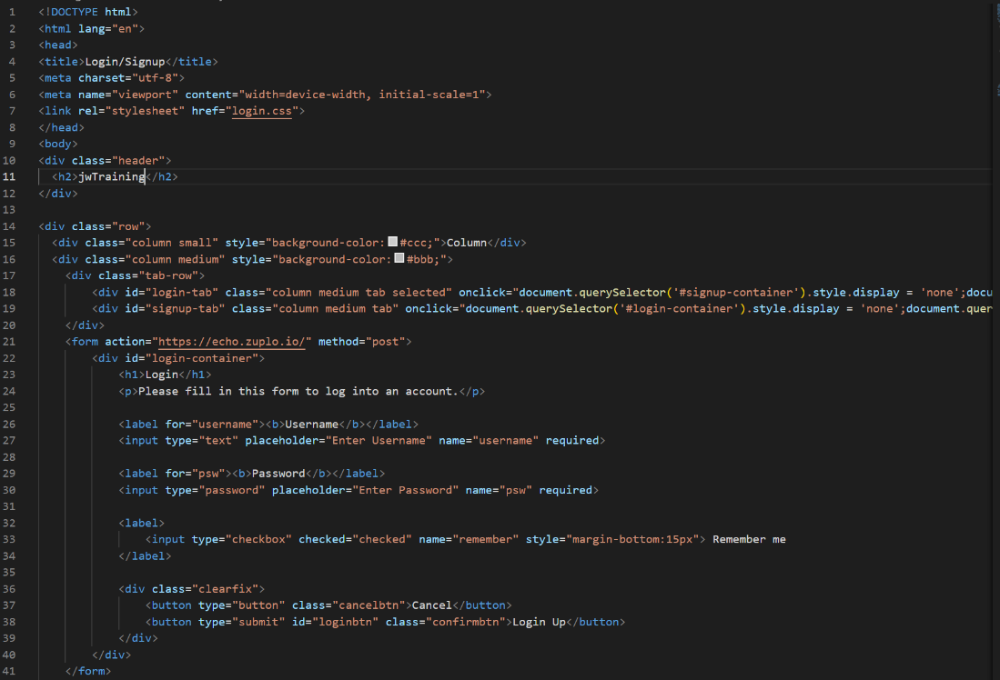 1 <!DOCTYPE html>
2 <html lang="en">
3 <head>
4 <title>Login/Signup</title>
5 <meta charset="utf-8">
6 <meta name="viewport" content="width=device-width, initial-scale=1">
7 <link rel="stylesheet" href="login.css">
8 </head>
9 <body>
10 <div class="header">
11 <h2>jwTraining</h2>
12 </div>
13
14 <div class="row">
15 <div class="column small" style="background-color:#ccc;">Column</div>
16 <div class="column medium" style="background-color:#bbb;">
17 <div class="tab-row">
18 <div id="login-tab" class="column medium tab selected" onclick="document.querySelector('#signup-container').style.display = 'none';docu
19 <div id="signup-tab" class="column medium tab" onclick="document.querySelector('#login-container').style.display = 'none';document.quer
20 </div>
21 <form action="https://echo.zuplo.io/" method="post">
22 <div id="login-container">
23 <h1>Login</h1>
24 <p>Please fill in this form to log into an account.</p>
25
26 <label for="username"><b>Username</b></label>
27 <input type="text" placeholder="Enter Username" name="username" required>
28
29 <label for="psw"><b>Password</b></label>
30 <input type="password" placeholder="Enter Password" name="psw" required>
31
32 <label>
33 <input type="checkbox" checked="checked" name="remember" style="margin-bottom:15px"> Remember me
34 </label>
35
36 <div class="clearfix">
37 <button type="button" class="cancelbtn">Cancel</button>
38 <button type="submit" id="loginbtn" class="confirmbtn">Login Up</button>
39 </div>
40 </div>
41 </form>